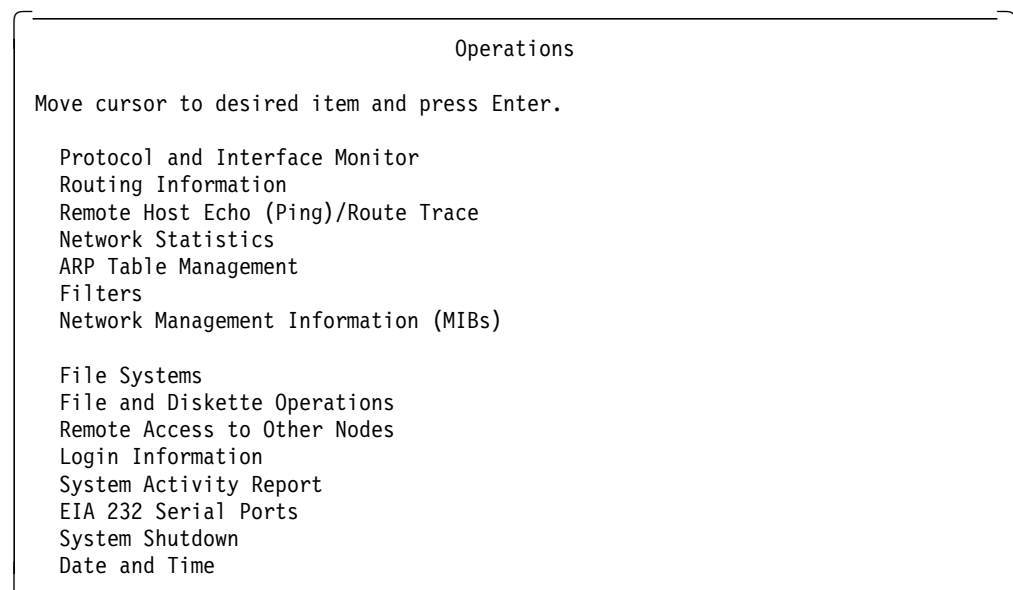 Operations
Move cursor to desired item and press Enter.
Protocol and Interface Monitor
Routing Information
Remote Host Echo (Ping)/Route Trace
Network Statistics
ARP Table Management
Filters
Network Management Information (MIBs)
File Systems
File and Diskette Operations
Remote Access to Other Nodes
Login Information
System Activity Report
EIA 232 Serial Ports
System Shutdown
Date and Time